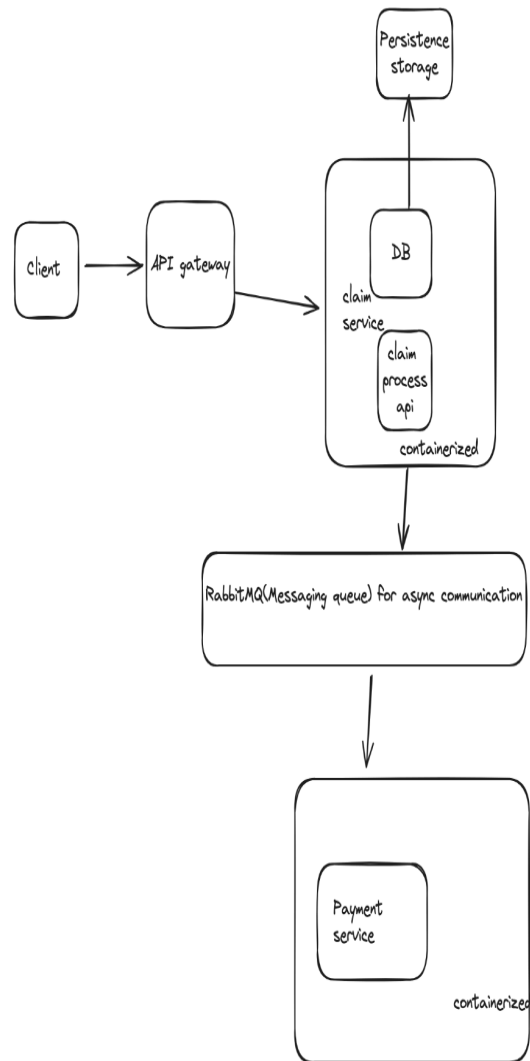 Persistence
storage
Client
API gateway
DB
claim
service
claim
process
api
containerized
RabbitMQ(Messaging queue) for async communication
Payment
service
containerized